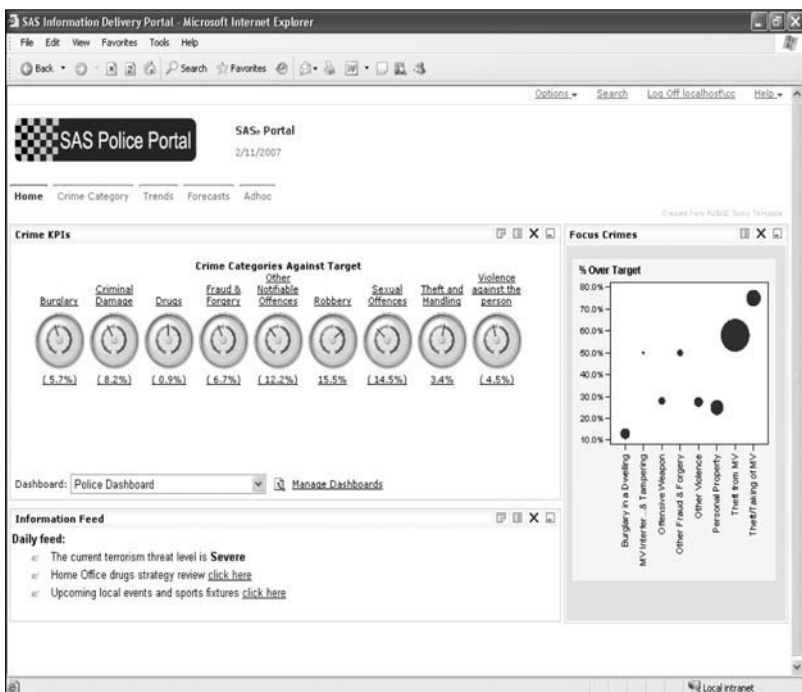 SAS Information Delivery Portal - Microsoft Internet Explorer
File Edit View Favorites Tools Help
Back Search Favorites
Options Search Log Off localhost\cc Help
SAS Police Portal
SAS® Portal
2/11/2007
Home Crime Category Trends Forecasts Adhoc
Created from PUBLIC Demo Template
Crime KPIs
Crime Categories Against Target
Burglary
Criminal Damage
Drugs
Fraud & Forgery
Other Notifiable Offences
Robbery
Sexual Offences
Theft and Handling
Violence against the person
( 5.7%) ( 8.2%) ( 0.9%) ( 6.7%) ( 12.2%) 15.5% ( 14.5%) 3.4% ( 4.5%)
Dashboard: Police Dashboard Manage Dashboards
Information Feed
Daily feed:
The current terrorism threat level is Severe
Home Office drugs strategy review click here
Upcoming local events and sports fixtures click here
Focus Crimes
% Over Target
80.0%
70.0%
60.0%
50.0%
40.0%
30.0%
20.0%
10.0%
Burglary in a Dwelling
MV Interfer...& Tampering
Offensive Weapon
Other Fraud & Forgery
Other Violence
Personal Property
Theft from MV
Theft/Taking of MV
Local intranet